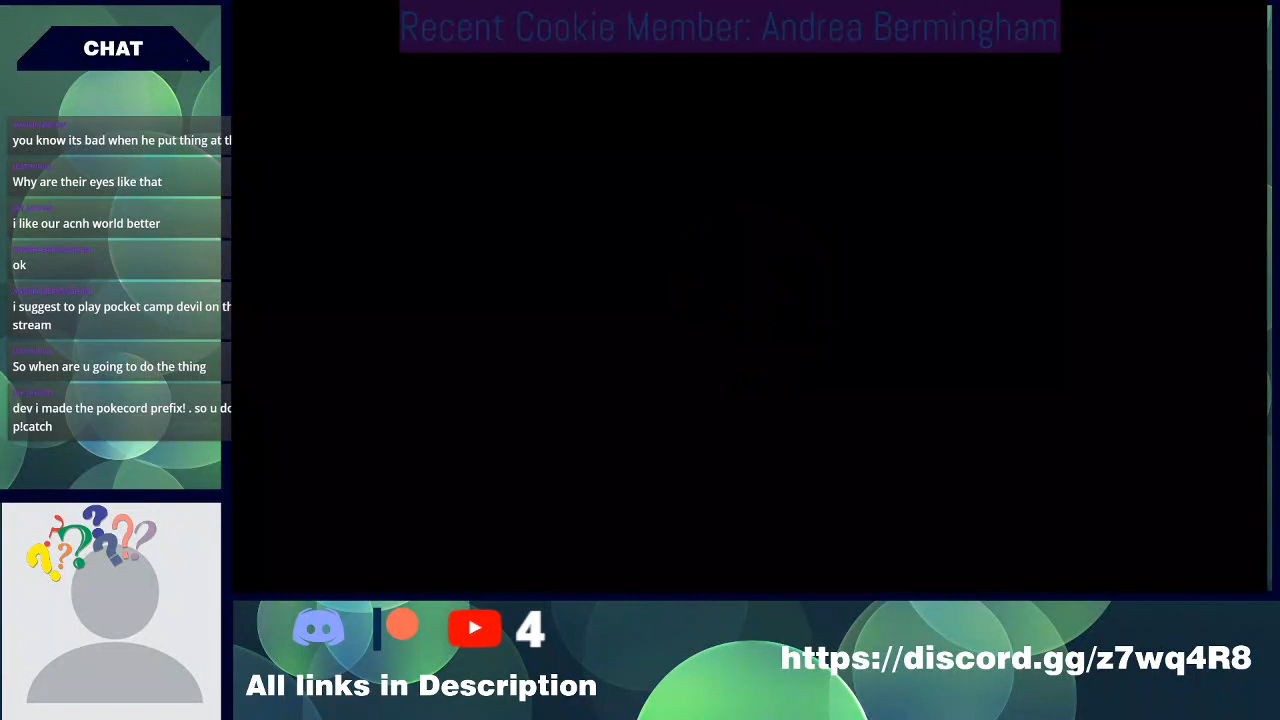 Recent Cookie Member: Andrea Bermingham
CHAT
you know its bad when he put thing at
Why are their eyes like that
i like our acnh world better
ok
i suggest to play pocket camp devil on
stream
So when are u going to do the thing
dev i made the pokecord prefix! . so u
p!catch
4
All links in Description
https://discord.gg/z7wq4R8